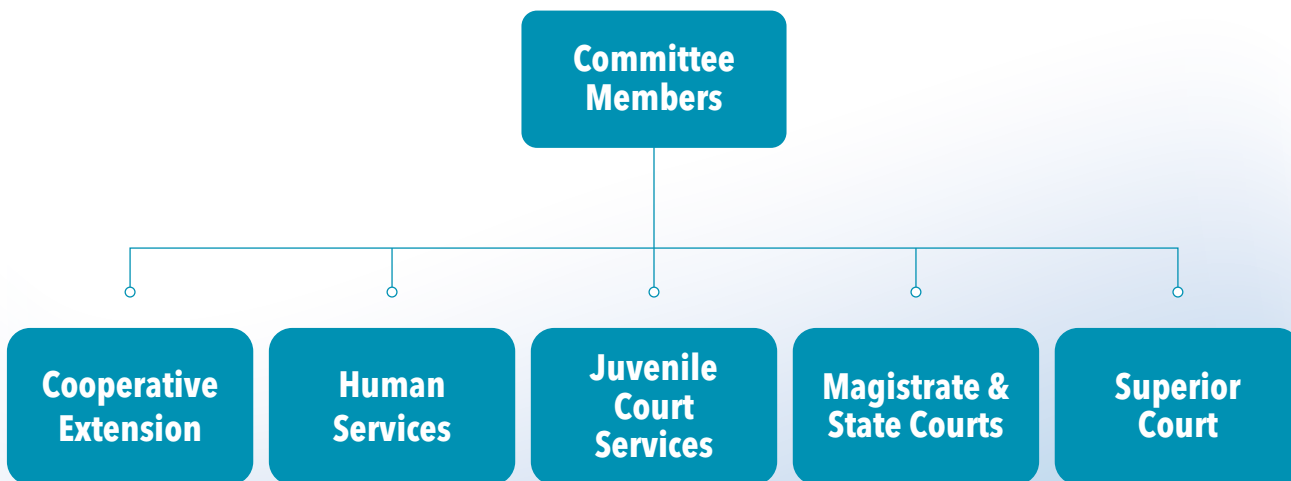 Committee
Members
Cooperative
Extension
Human
Services
Juvenile
Court
Services
Magistrate &
State Courts
Superior
Court